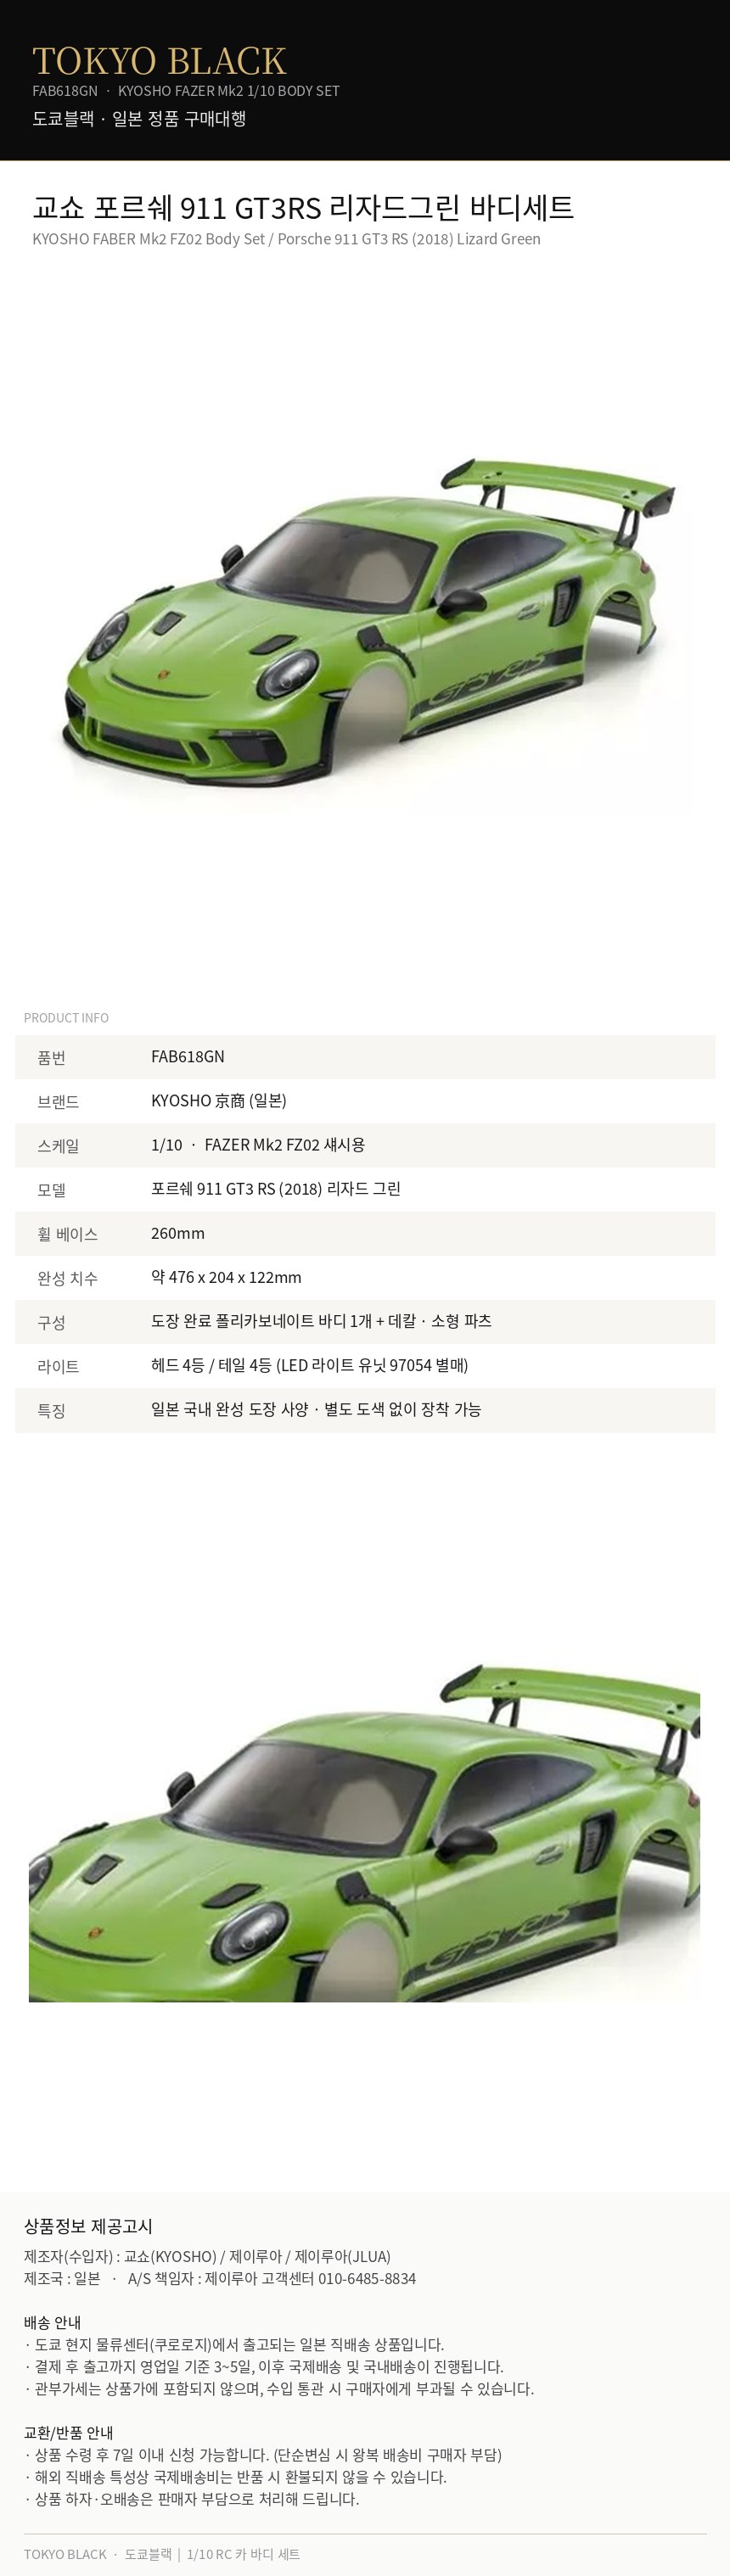 TOKYO BLACK
FAB618GN · KYOSHO FAZER Mk2 1/10 BODY SET
도쿄블랙 · 일본 정품 구매대행
교쇼 포르쉐 911 GT3RS 리자드그린 바디세트
KYOSHO FABER Mk2 FZ02 Body Set / Porsche 911 GT3 RS (2018) Lizard Green
GT3 RS
PRODUCT INFO
품번 FAB618GN
브랜드 KYOSHO 京商 (일본)
스케일 1/10 · FAZER Mk2 FZ02 섀시용
모델 포르쉐 911 GT3 RS (2018) 리자드 그린
휠 베이스 260mm
완성 치수 약 476 x 204 x 122mm
구성 도장 완료 폴리카보네이트 바디 1개 + 데칼 · 소형 파츠
라이트 헤드 4등 / 테일 4등 (LED 라이트 유닛 97054 별매)
특징 일본 국내 완성 도장 사양 · 별도 도색 없이 장착 가능
GT3 RS
상품정보 제공고시
제조자(수입자) : 교쇼(KYOSHO) / 제이루아 / 제이루아(JLUA)
제조국 : 일본 · A/S 책임자 : 제이루아 고객센터 010-6485-8834
배송 안내
· 도쿄 현지 물류센터(쿠로로지)에서 출고되는 일본 직배송 상품입니다.
· 결제 후 출고까지 영업일 기준 3~5일, 이후 국제배송 및 국내배송이 진행됩니다.
· 관부가세는 상품가에 포함되지 않으며, 수입 통관 시 구매자에게 부과될 수 있습니다.
교환/반품 안내
· 상품 수령 후 7일 이내 신청 가능합니다. (단순변심 시 왕복 배송비 구매자 부담)
· 해외 직배송 특성상 국제배송비는 반품 시 환불되지 않을 수 있습니다.
· 상품 하자·오배송은 판매자 부담으로 처리해 드립니다.
TOKYO BLACK · 도쿄블랙 | 1/10 RC 카 바디 세트